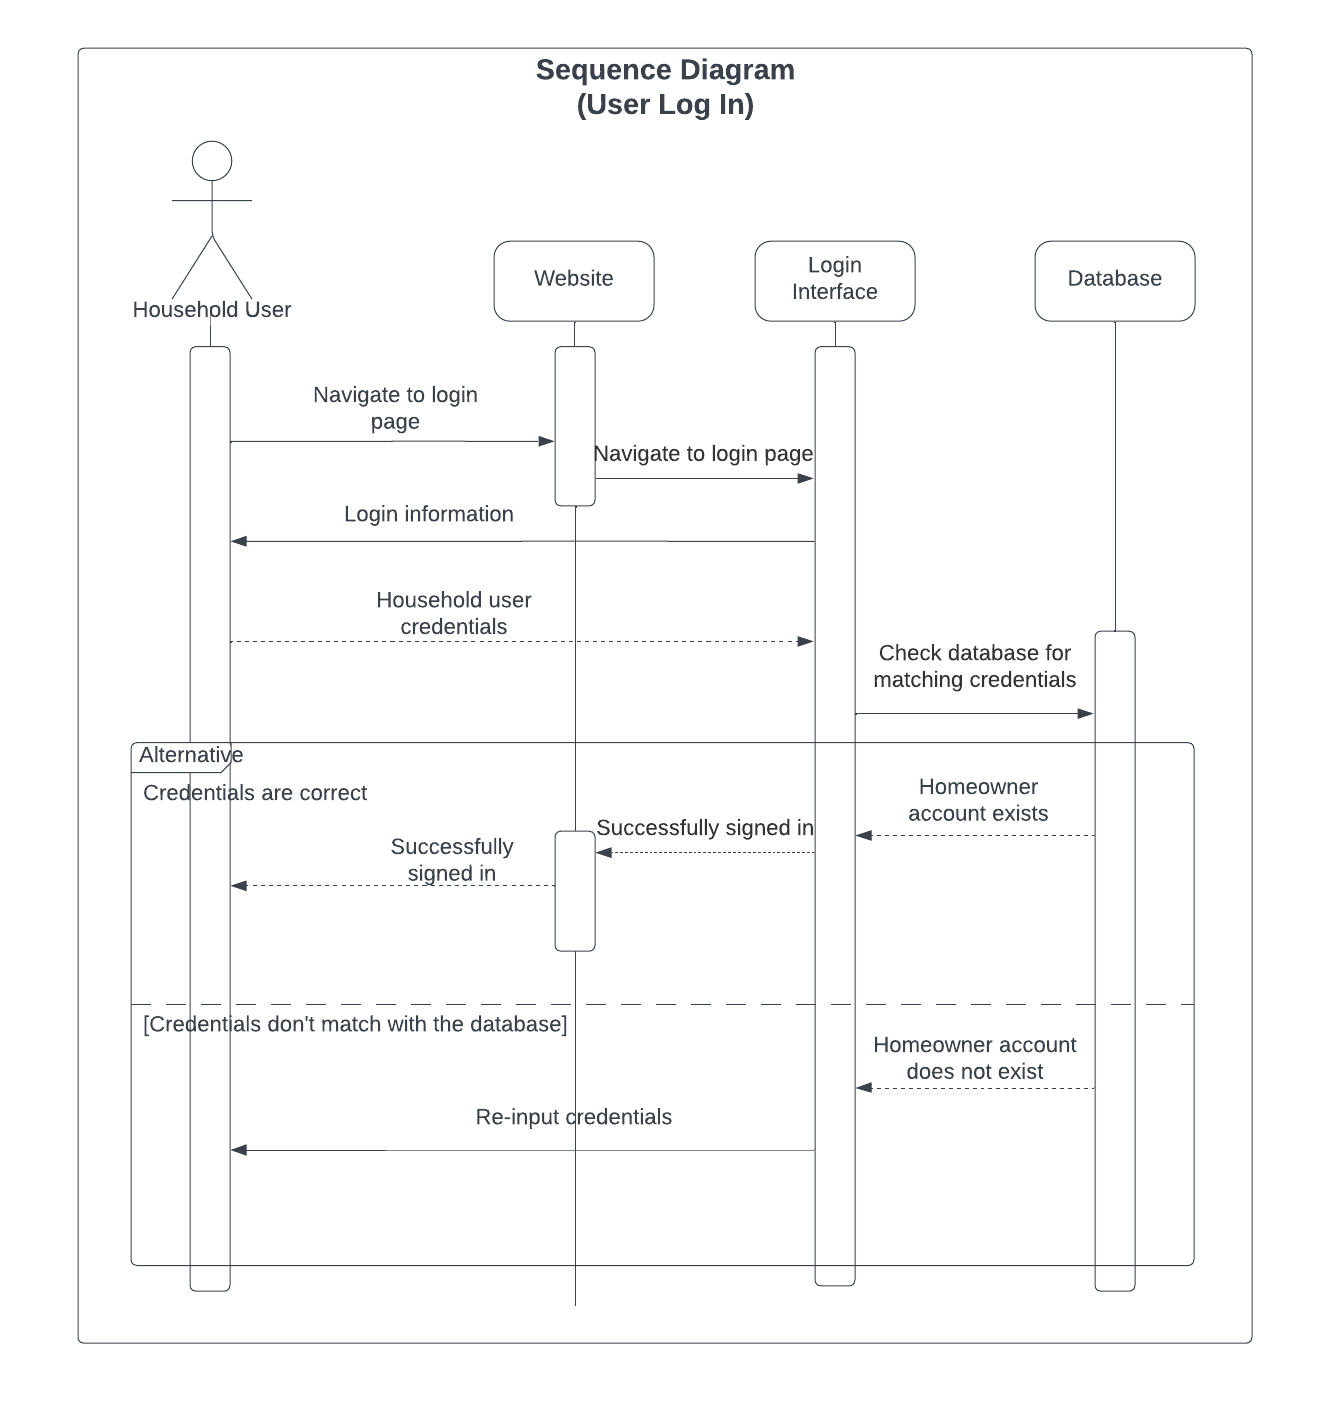 Sequence Diagram
(User Log In)
Household User
Website
Login
Interface
Database
Navigate to login
page
Navigate to login page
Login information
Household user
credentials
Check database for
matching credentials
Alternative
Credentials are correct
Homeowner
account exists
Successfully signed in
Successfully
signed in
[Credentials don't match with the database]
Homeowner account
does not exist
Re-input credentials